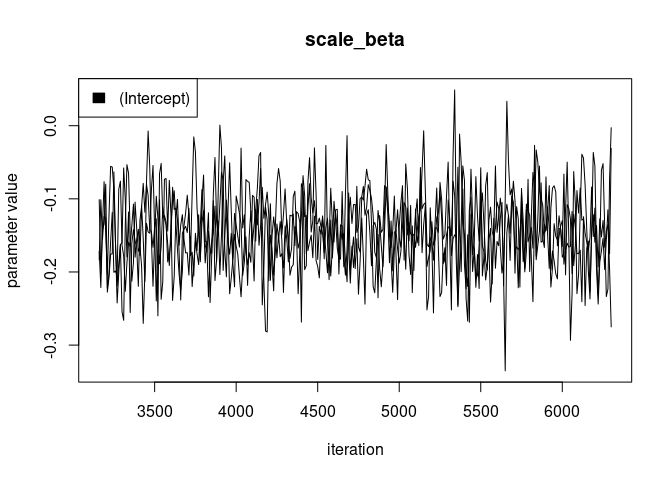 scale_beta
(Intercept)
0.0
-0.1
-0.2
-0.3
parameter value
3500 4000 4500 5000 5500 6000
iteration